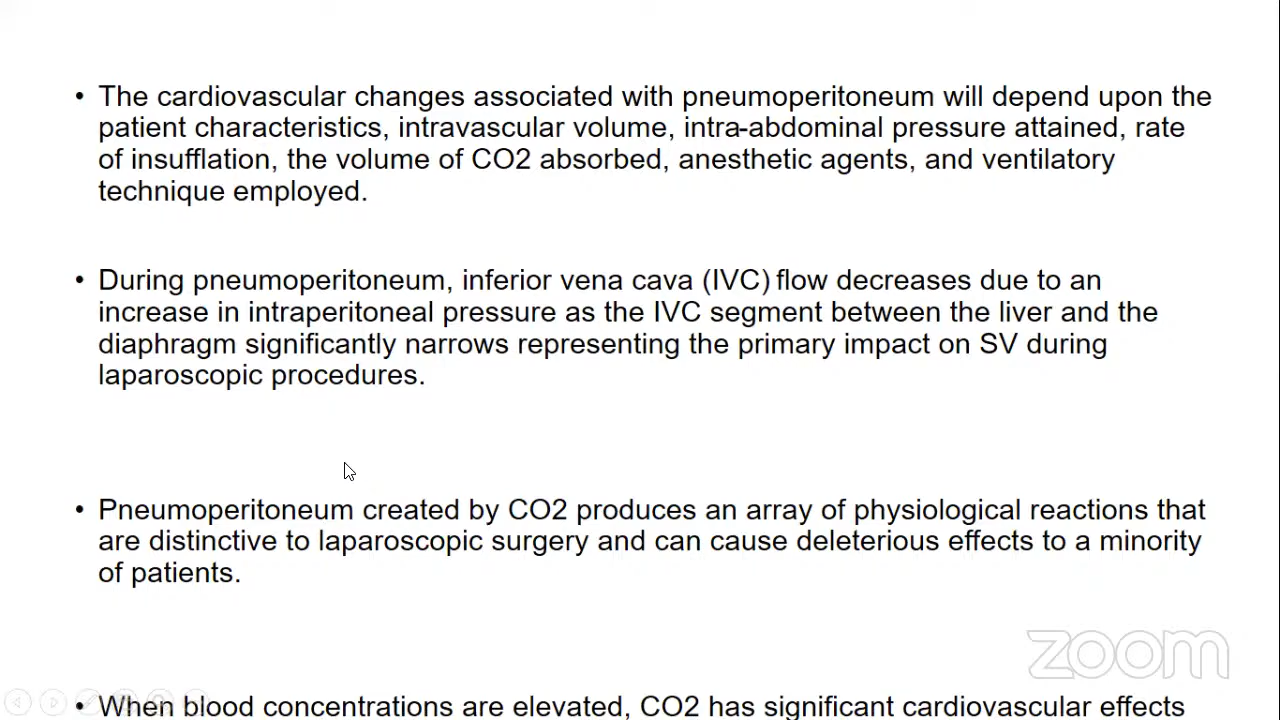 • The cardiovascular changes associated with pneumoperitoneum will depend upon the
patient characteristics, intravascular volume, intra-abdominal pressure attained, rate
of insufflation, the volume of CO2 absorbed, anesthetic agents, and ventilatory
technique employed.
• During pneumoperitoneum, inferior vena cava (IVC) flow decreases due to an
increase in intraperitoneal pressure as the IVC segment between the liver and the
diaphragm significantly narrows representing the primary impact on SV during
laparoscopic procedures.
• Pneumoperitoneum created by CO2 produces an array of physiological reactions that
are distinctive to laparoscopic surgery and can cause deleterious effects to a minority
of patients.
zoom
• When blood concentrations are elevated, CO2 has significant cardiovascular effects